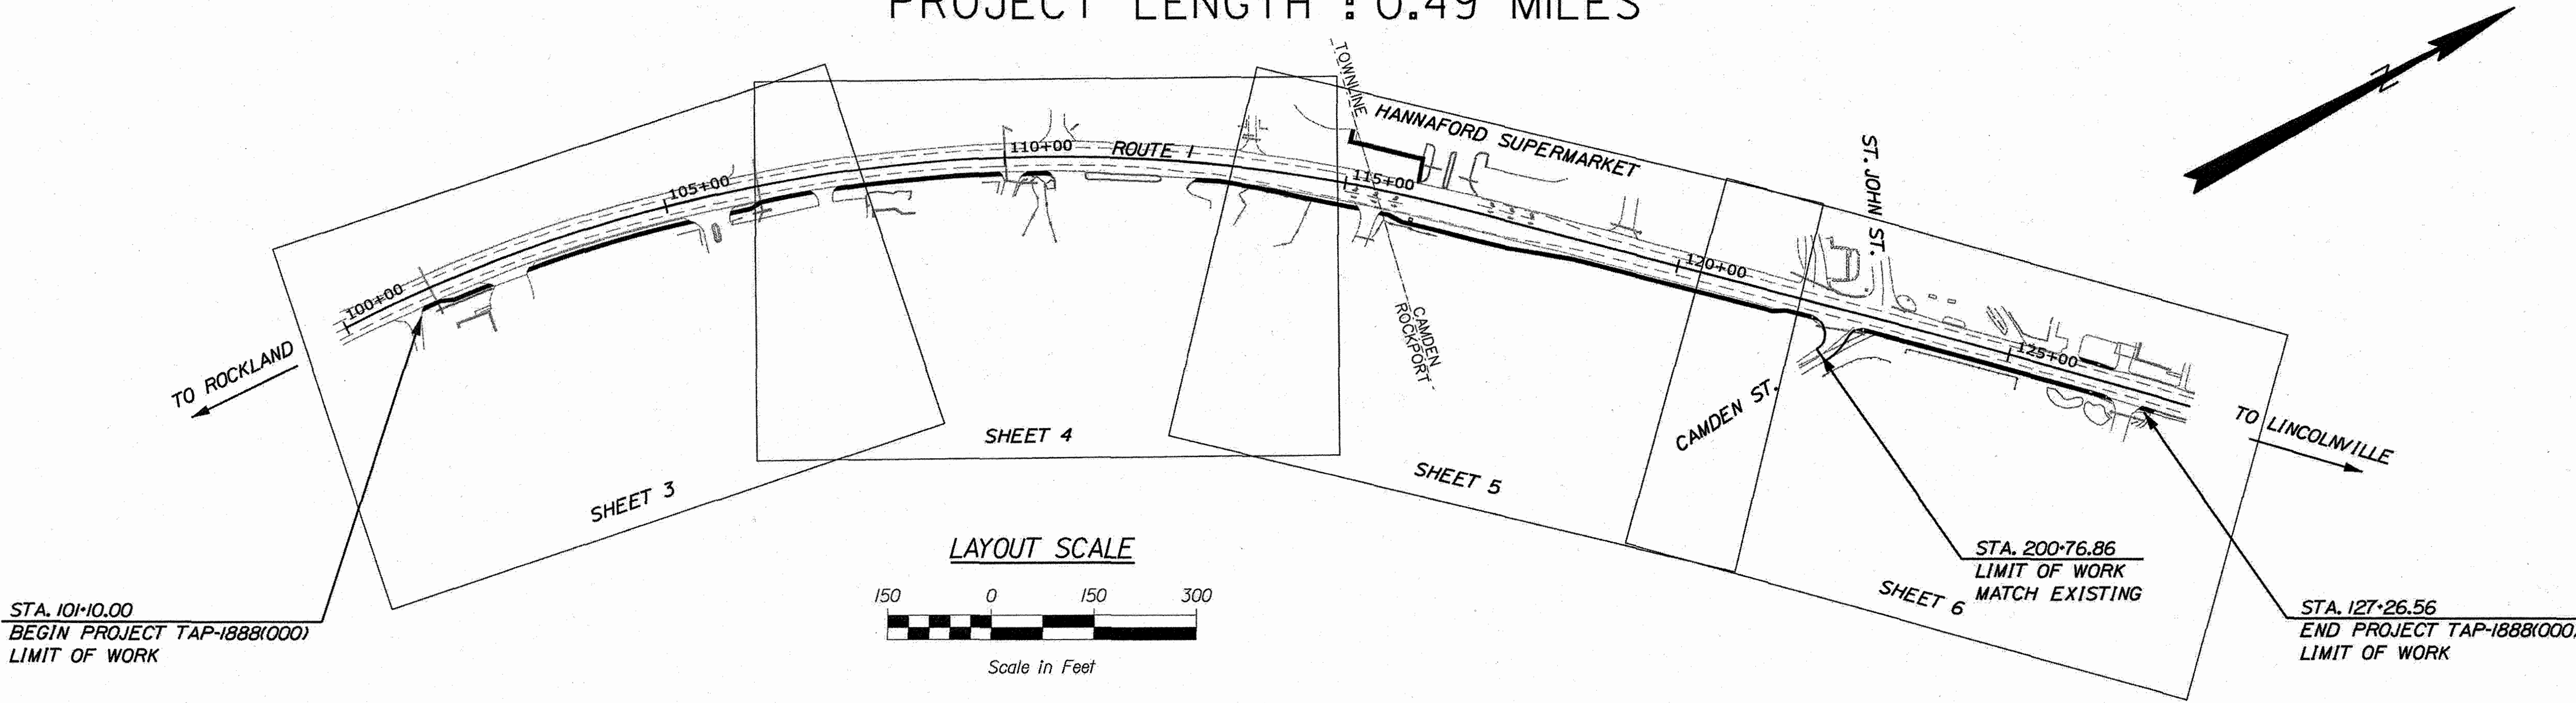 PROJECT LENGTH : 0.49 MILES
N
TOWNLINE
HANNAFORD SUPERMARKET
ST. JOHN ST.
110+00
ROUTE 1
105+00
115+00
100+00
120+00
125+00
CAMDEN
ROCKPORT
TO ROCKLAND
CAMDEN ST.
TO LINCOLNVILLE
SHEET 4
SHEET 3
SHEET 5
SHEET 6
LAYOUT SCALE
150 0 150 300
Scale in Feet
STA. 101+10.00
BEGIN PROJECT TAP-1888(000)
LIMIT OF WORK
STA. 200+76.86
LIMIT OF WORK
MATCH EXISTING
STA. 127+26.56
END PROJECT TAP-1888(000)
LIMIT OF WORK